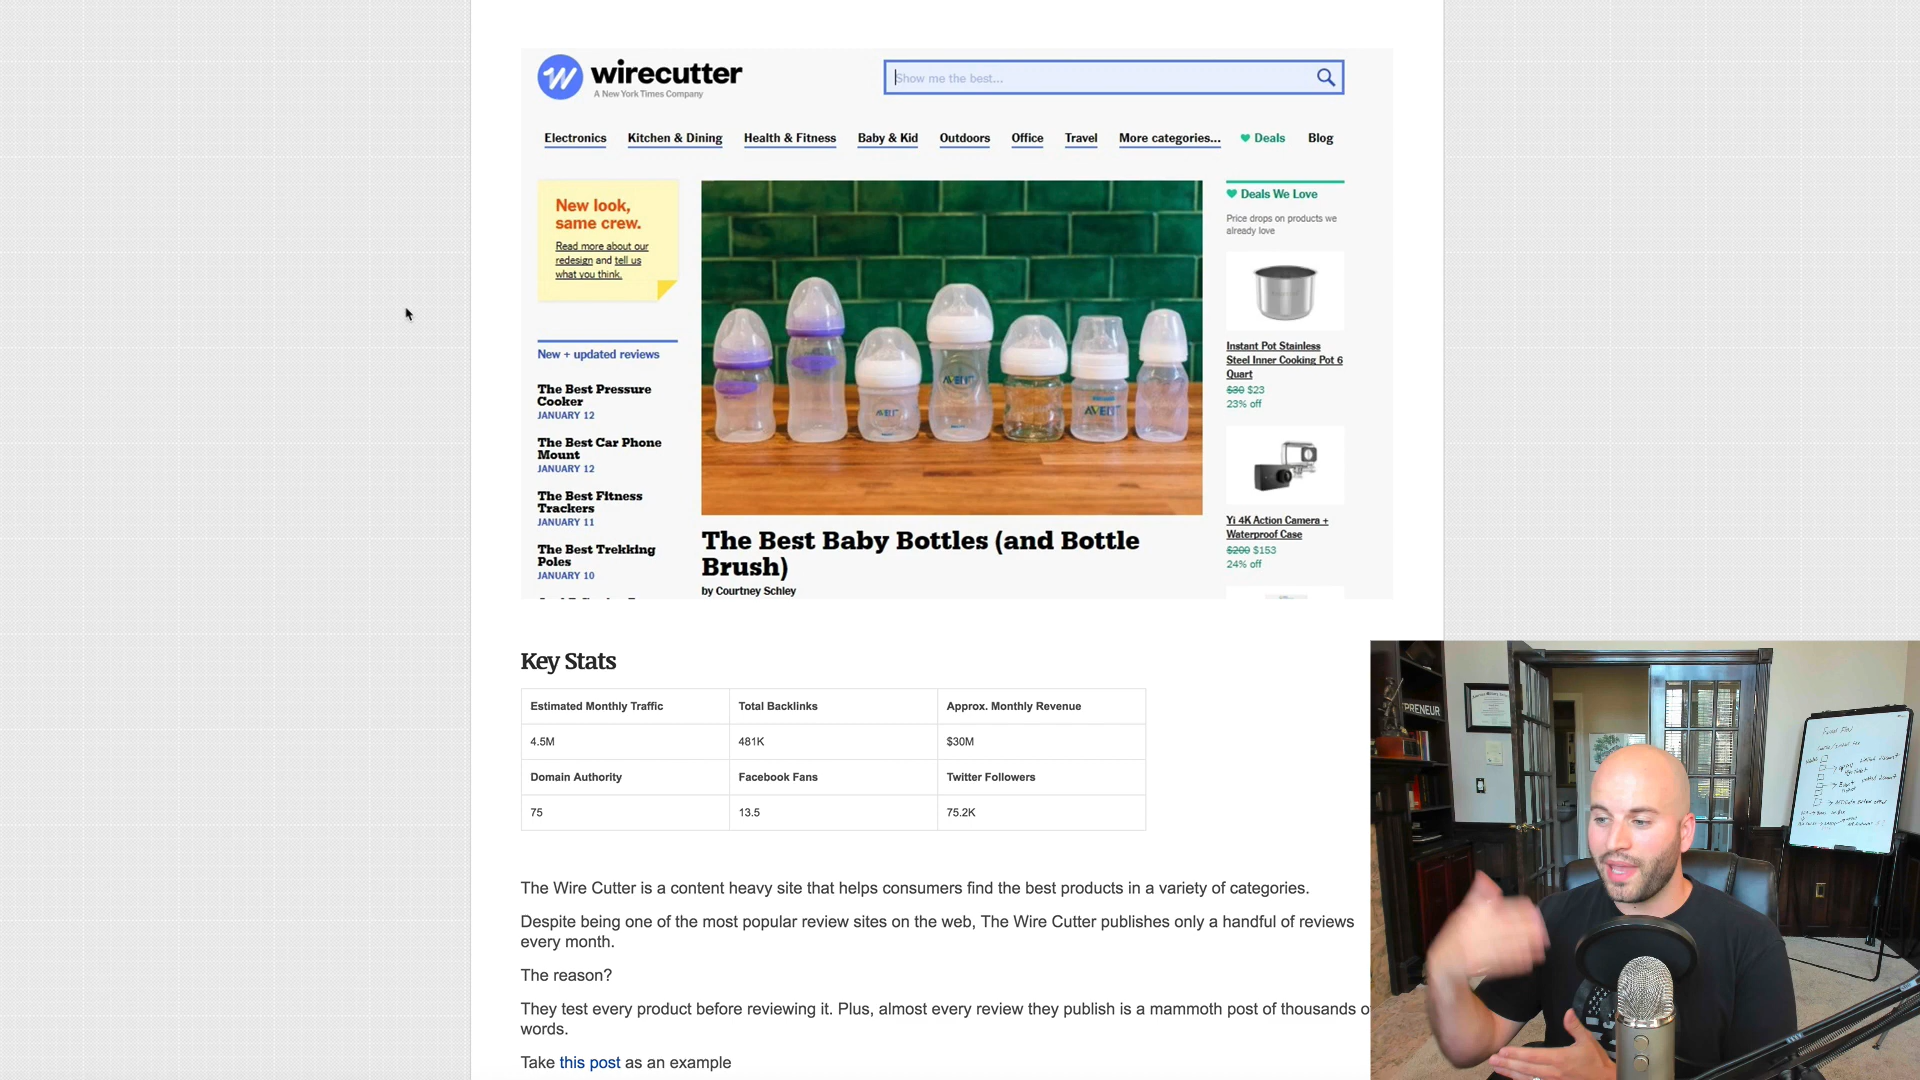 wirecutter
A New York Times Company
Show me the best...
Electronics Kitchen & Dining Health & Fitness Baby & Kid Outdoors Office Travel More categories... Deals Blog
New look,
same crew.
Read more about our
redesign and tell us
what you think.
New + updated reviews
The Best Pressure
Cooker
JANUARY 12
The Best Car Phone
Mount
JANUARY 12
The Best Fitness
Trackers
JANUARY 11
The Best Trekking
Poles
JANUARY 10
AVENT
AVENT
AVENT
The Best Baby Bottles (and Bottle
Brush)
by Courtney Schley
Deals We Love
Price drops on products we
already love
Instant Pot Stainless
Steel Inner Cooking Pot 6
Quart
$30 $23
23% off
Yi 4K Action Camera +
Waterproof Case
$200 $153
24% off
Key Stats
Estimated Monthly Traffic Total Backlinks Approx. Monthly Revenue
4.5M 481K $30M
Domain Authority Facebook Fans Twitter Followers
75 13.5 75.2K
The Wire Cutter is a content heavy site that helps consumers find the best products in a variety of categories.
Despite being one of the most popular review sites on the web, The Wire Cutter publishes only a handful of reviews
every month.
The reason?
They test every product before reviewing it. Plus, almost every review they publish is a mammoth post of thousands o
words.
Take this post as an example
PRENEUR